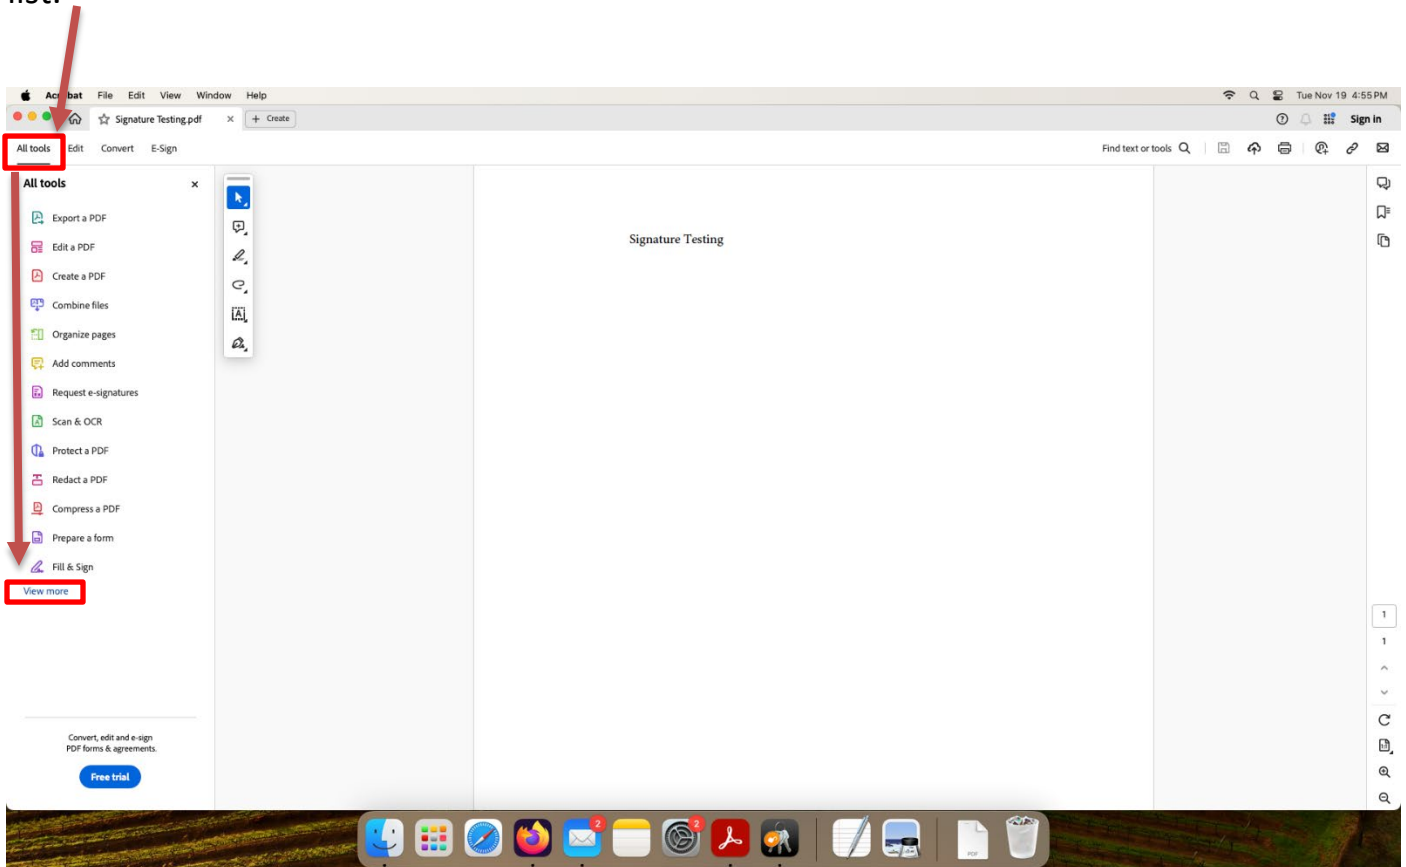 list.
Acrobat File Edit View Window Help Tue Nov 19 4:55 PM
Signature Testing.pdf × + Create Sign in
All tools Edit Convert E-Sign Find text or tools
All tools ×
Export a PDF
Edit a PDF
Create a PDF
Combine files
Organize pages
Add comments
Request e-signatures
Scan & OCR
Protect a PDF
Redact a PDF
Compress a PDF
Prepare a form
Fill & Sign
View more
Convert, edit and e-sign
PDF forms & agreements.
Free trial
Signature Testing
1
1
2
2
PDF